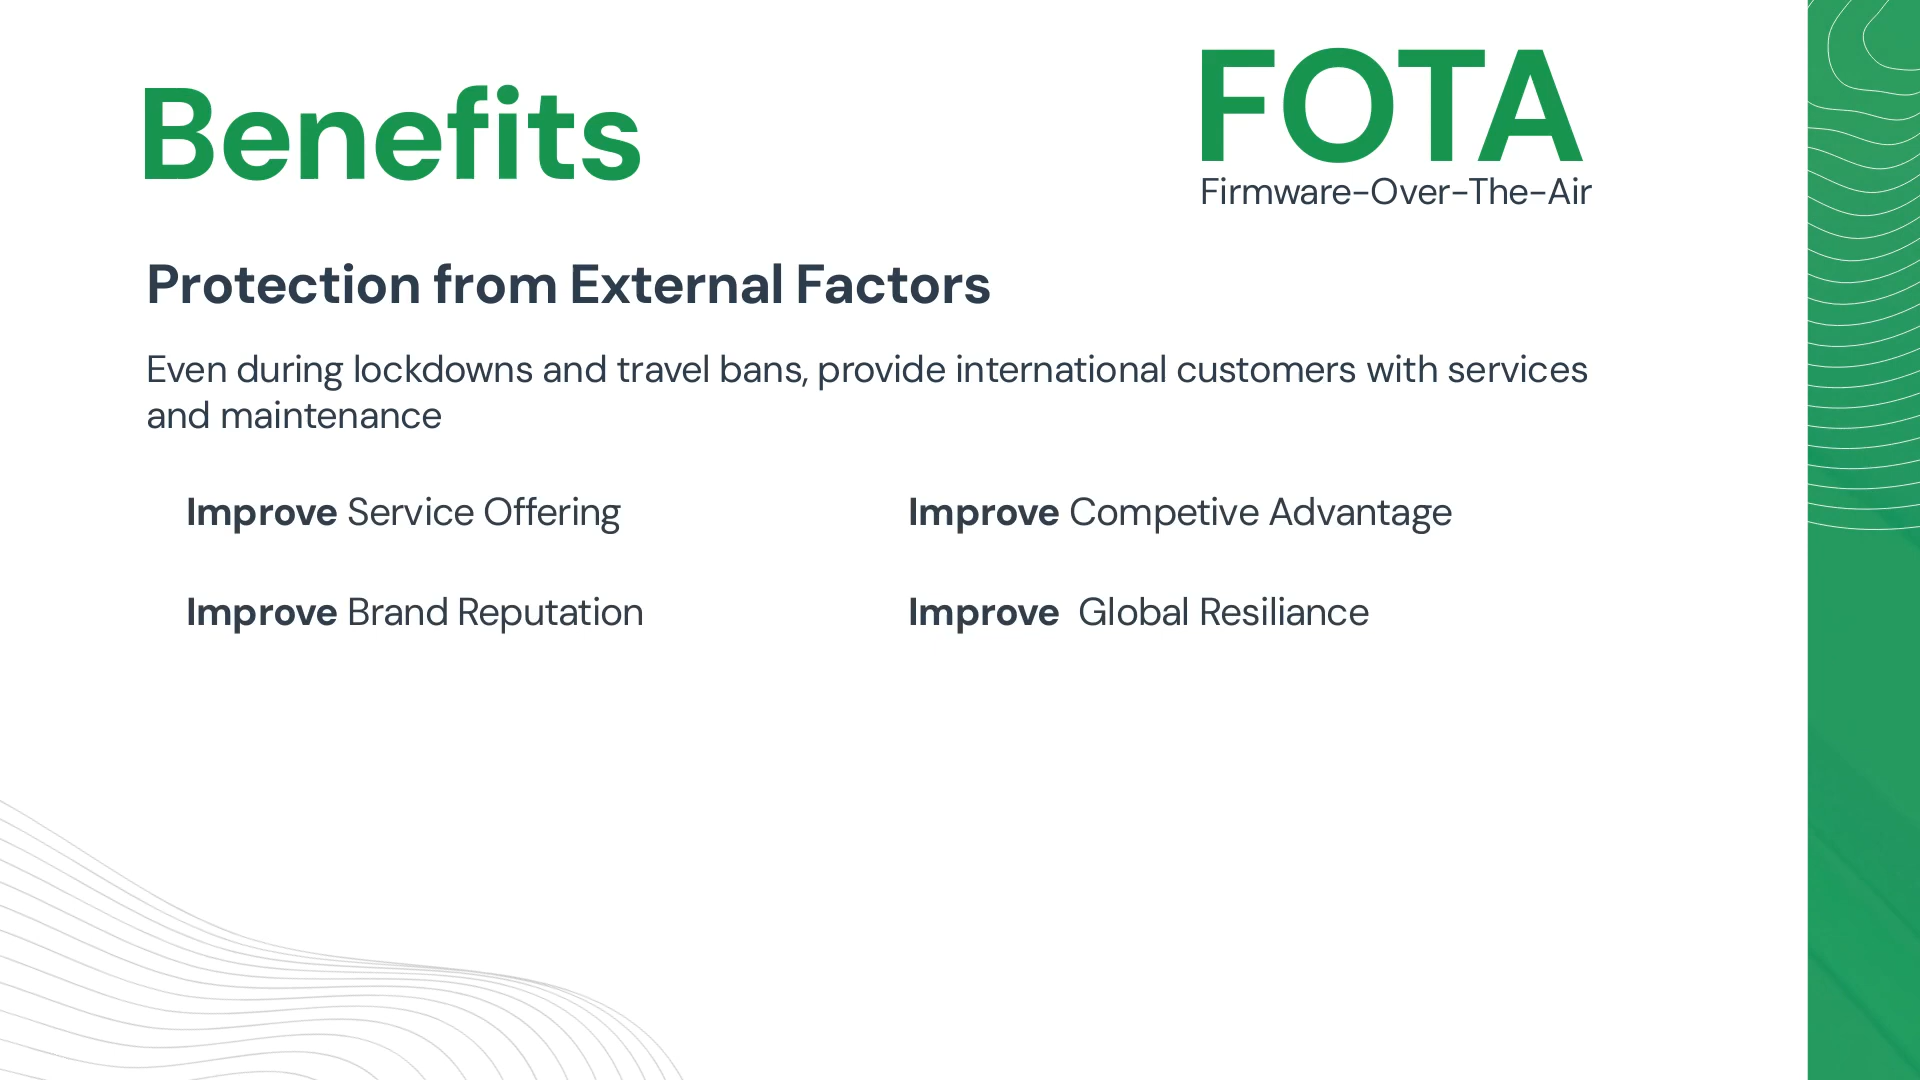 Benefits
FOTA
Firmware-Over-The-Air
Protection from External Factors
Even during lockdowns and travel bans, provide international customers with services
and maintenance
Improve Service Offering
Improve Competive Advantage
Improve Brand Reputation
Improve  Global Resiliance